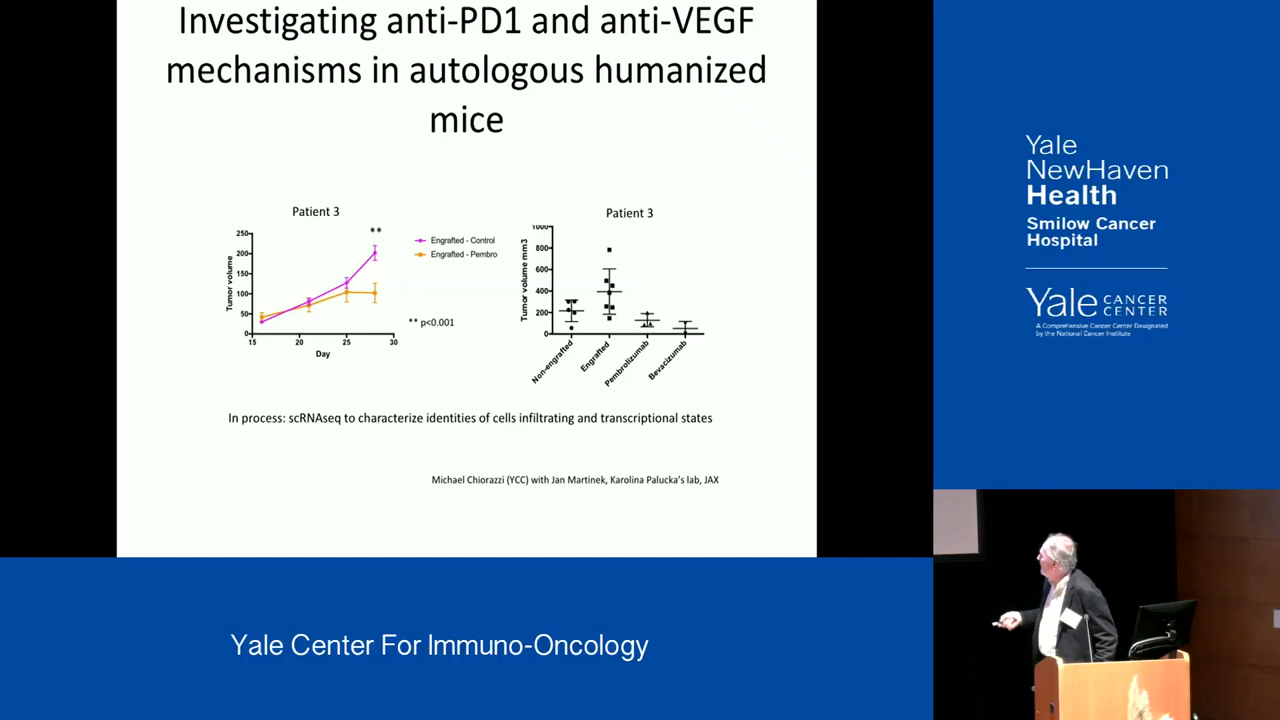 Investigating anti-PD1 and anti-VEGF
mechanisms in autologous humanized
mice
Patient 3
**
250
200
150
100
50
0
15
20
25
30
Tumor volume
Day
Engrafted - Control
Engrafted - Pembro
** p<0.001
Patient 3
1000
800
600
400
200
0
Tumor volume mm3
Non-engrafted
Engrafted
Pembrolizumab
Bevacizumab
In process: scRNAseq to characterize identities of cells infiltrating and transcriptional states
Michael Chiorazzi (YCC) with Jan Martinek, Karolina Palucka's lab, JAX
Yale
NewHaven
Health
Smilow Cancer
Hospital
Yale CANCER
CENTER
A Comprehensive Cancer Center Designated
by the National Cancer Institute
Yale Center For Immuno-Oncology